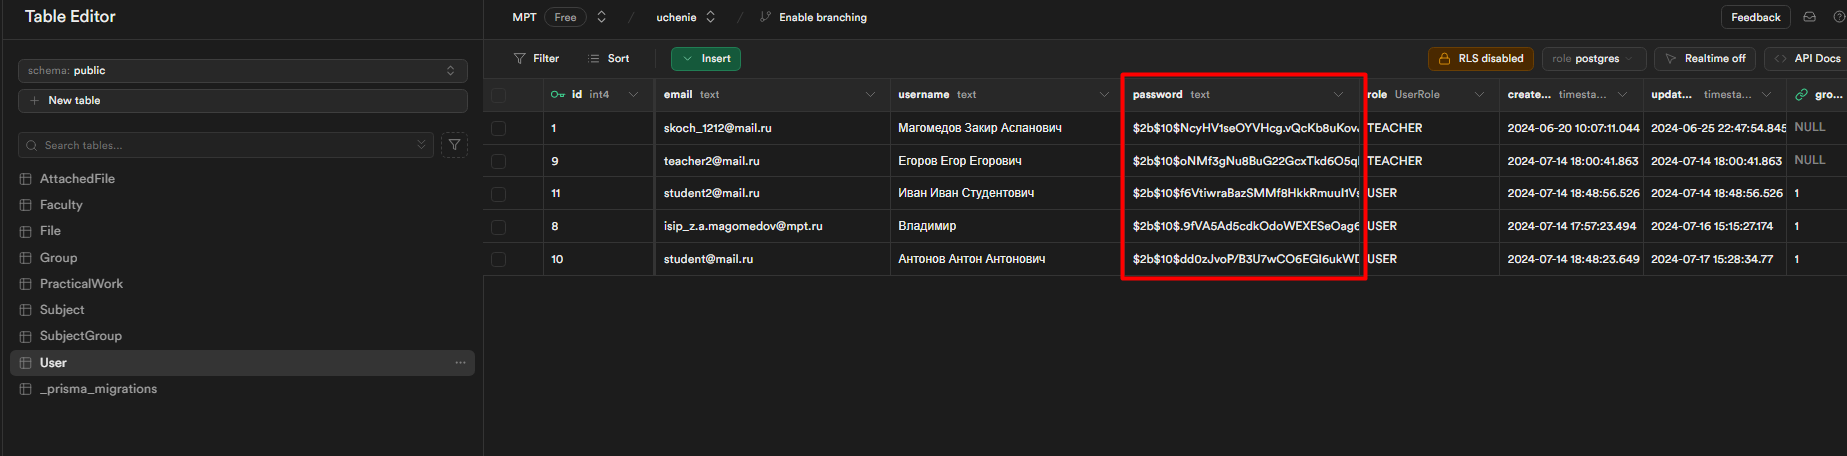 Table Editor
MPT Free / uchenie / Enable branching
Feedback
schema: public
New table
Search tables...
AttachedFile
Faculty
File
Group
PracticalWork
Subject
SubjectGroup
User
_prisma_migrations
Filter Sort Insert RLS disabled role postgres Realtime off API Docs
id int4 email text username text password text role UserRole create... timesta... updat... timesta... gro...
1 skoch_1212@mail.ru Магомедов Закир Асланович $2b$10$NcyHV1seOYVHcg.vQcKb8uKov TEACHER 2024-06-20 10:07:11.044 2024-06-25 22:47:54.845 NULL
9 teacher2@mail.ru Егоров Егор Егорович $2b$10$oNMf3gNu8BuG22GcxTkd6O5q TEACHER 2024-07-14 18:00:41.863 2024-07-14 18:00:41.863 NULL
11 student2@mail.ru Иван Иван Студентович $2b$10$f6VtiwraBazSMMf8HkkRmuuI1Vs USER 2024-07-14 18:48:56.526 2024-07-14 18:48:56.526 1
8 isip_z.a.magomedov@mpt.ru Владимир $2b$10$.9fVA5Ad5cdkOdoWEXESeOag6 USER 2024-07-14 17:57:23.494 2024-07-16 15:15:27.174 1
10 student@mail.ru Антонов Антон Антонович $2b$10$dd0zJvoP/B3U7wCO6EGI6ukWD USER 2024-07-14 18:48:23.649 2024-07-17 15:28:34.77 1